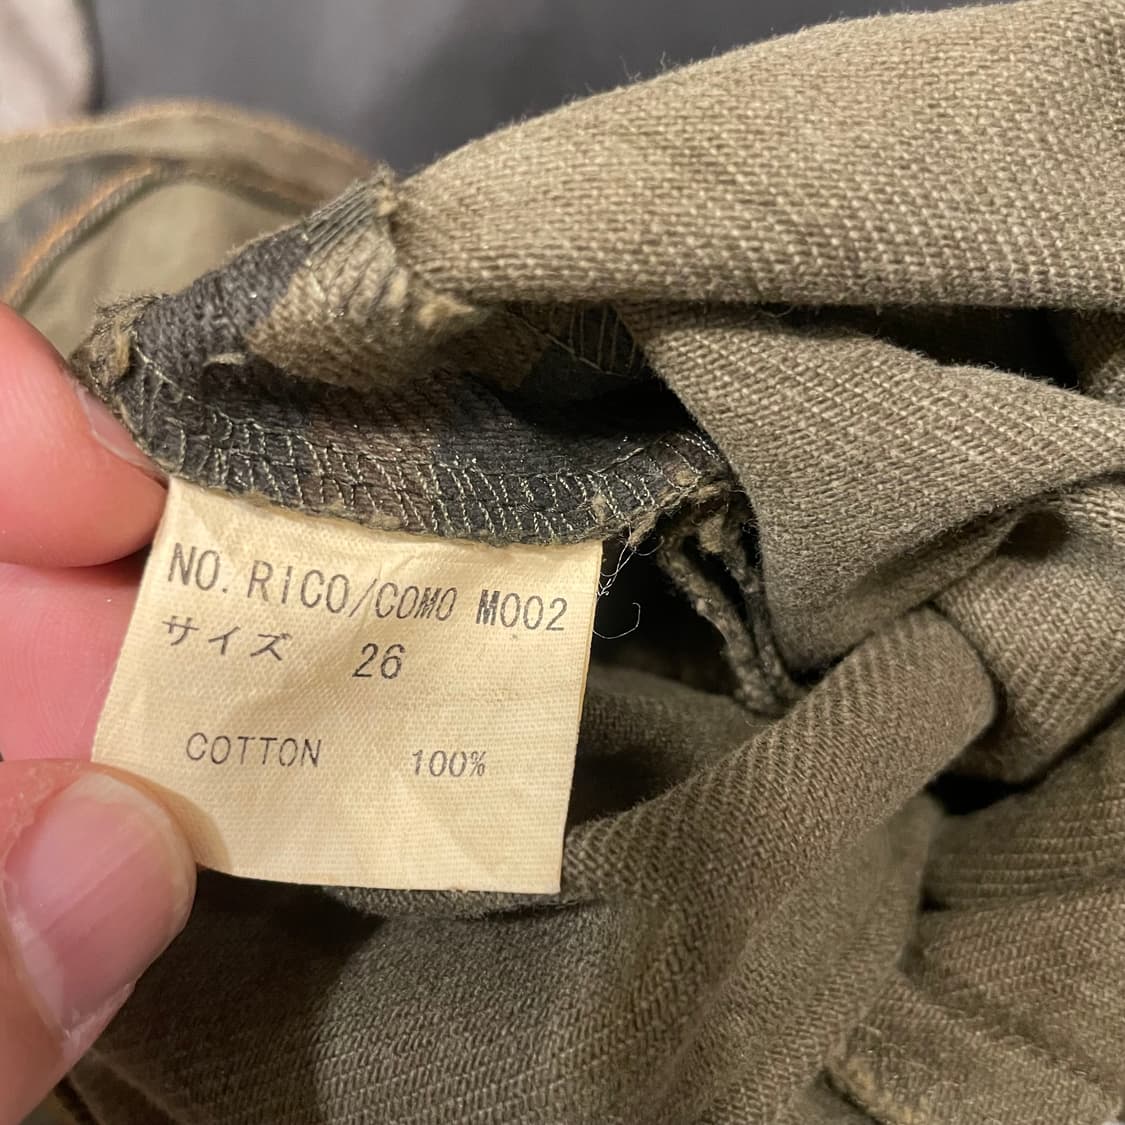 NO. RICO/COMO M002
サイズ 26
COTTON 100%